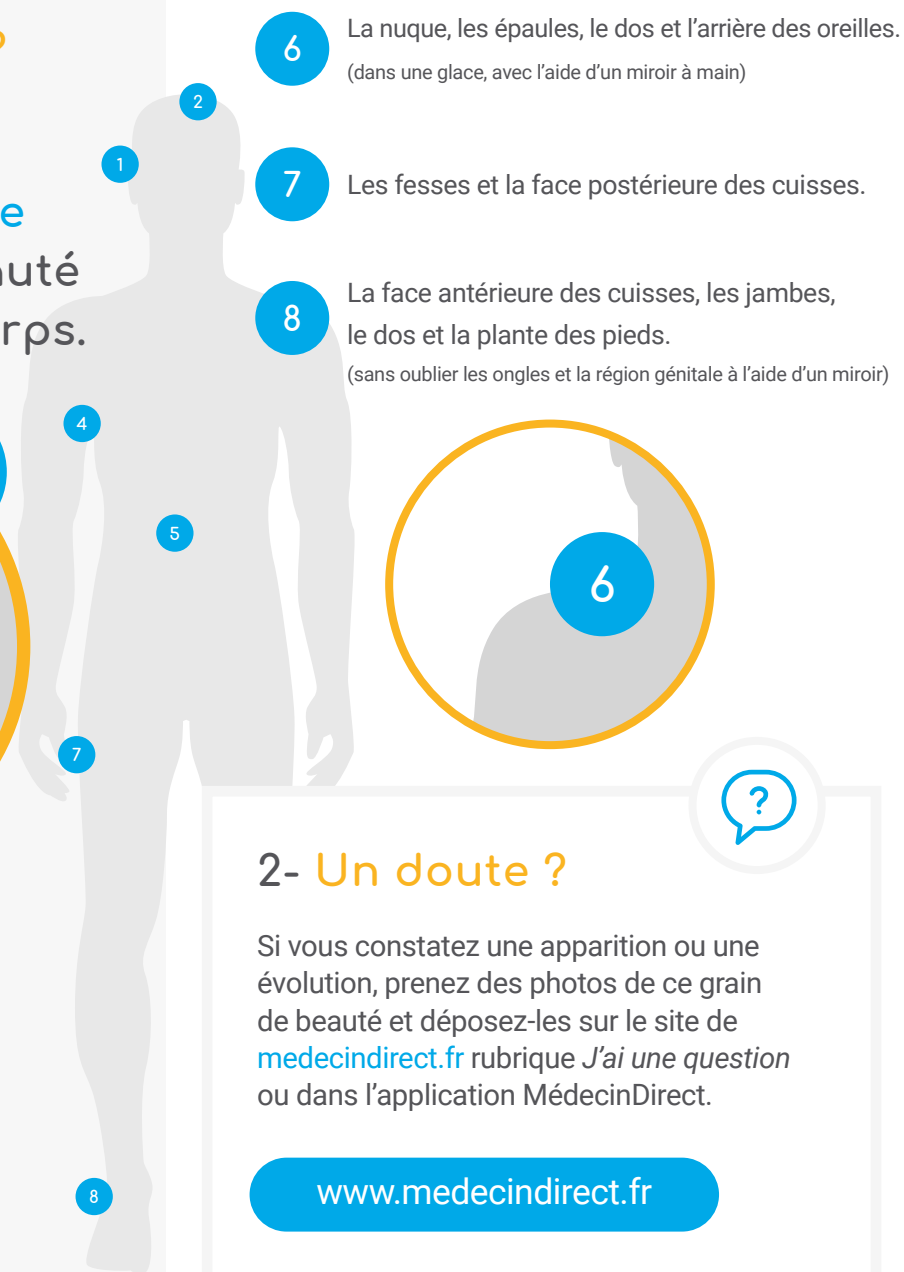 6
La nuque, les épaules, le dos et l’arrière des oreilles.
(dans une glace, avec l’aide d’un miroir à main)
2
1
7
Les fesses et la face postérieure des cuisses.
8
La face antérieure des cuisses, les jambes,
le dos et la plante des pieds.
(sans oublier les ongles et la région génitale à l’aide d’un miroir)
4
5
6
7
8
2- Un doute ?
Si vous constatez une apparition ou une
évolution, prenez des photos de ce grain
de beauté et déposez-les sur le site de
medecindirect.fr rubrique J’ai une question
ou dans l’application MédecinDirect.
www.medecindirect.fr
?